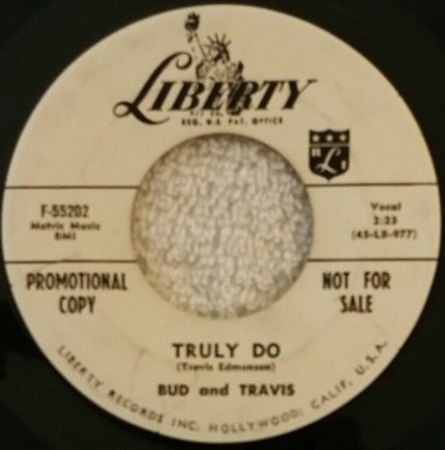 LIBERTY
REG. U.S. PAT. OFFICE
L
F-55202
Metric Music
BMI
Vocal
2:23
(45-LB-977)
PROMOTIONAL
COPY
NOT FOR
SALE
TRULY DO
(Travis Edmonson)
BUD and TRAVIS
LIBERTY RECORDS INC. HOLLYWOOD, CALIF., U.S.A.